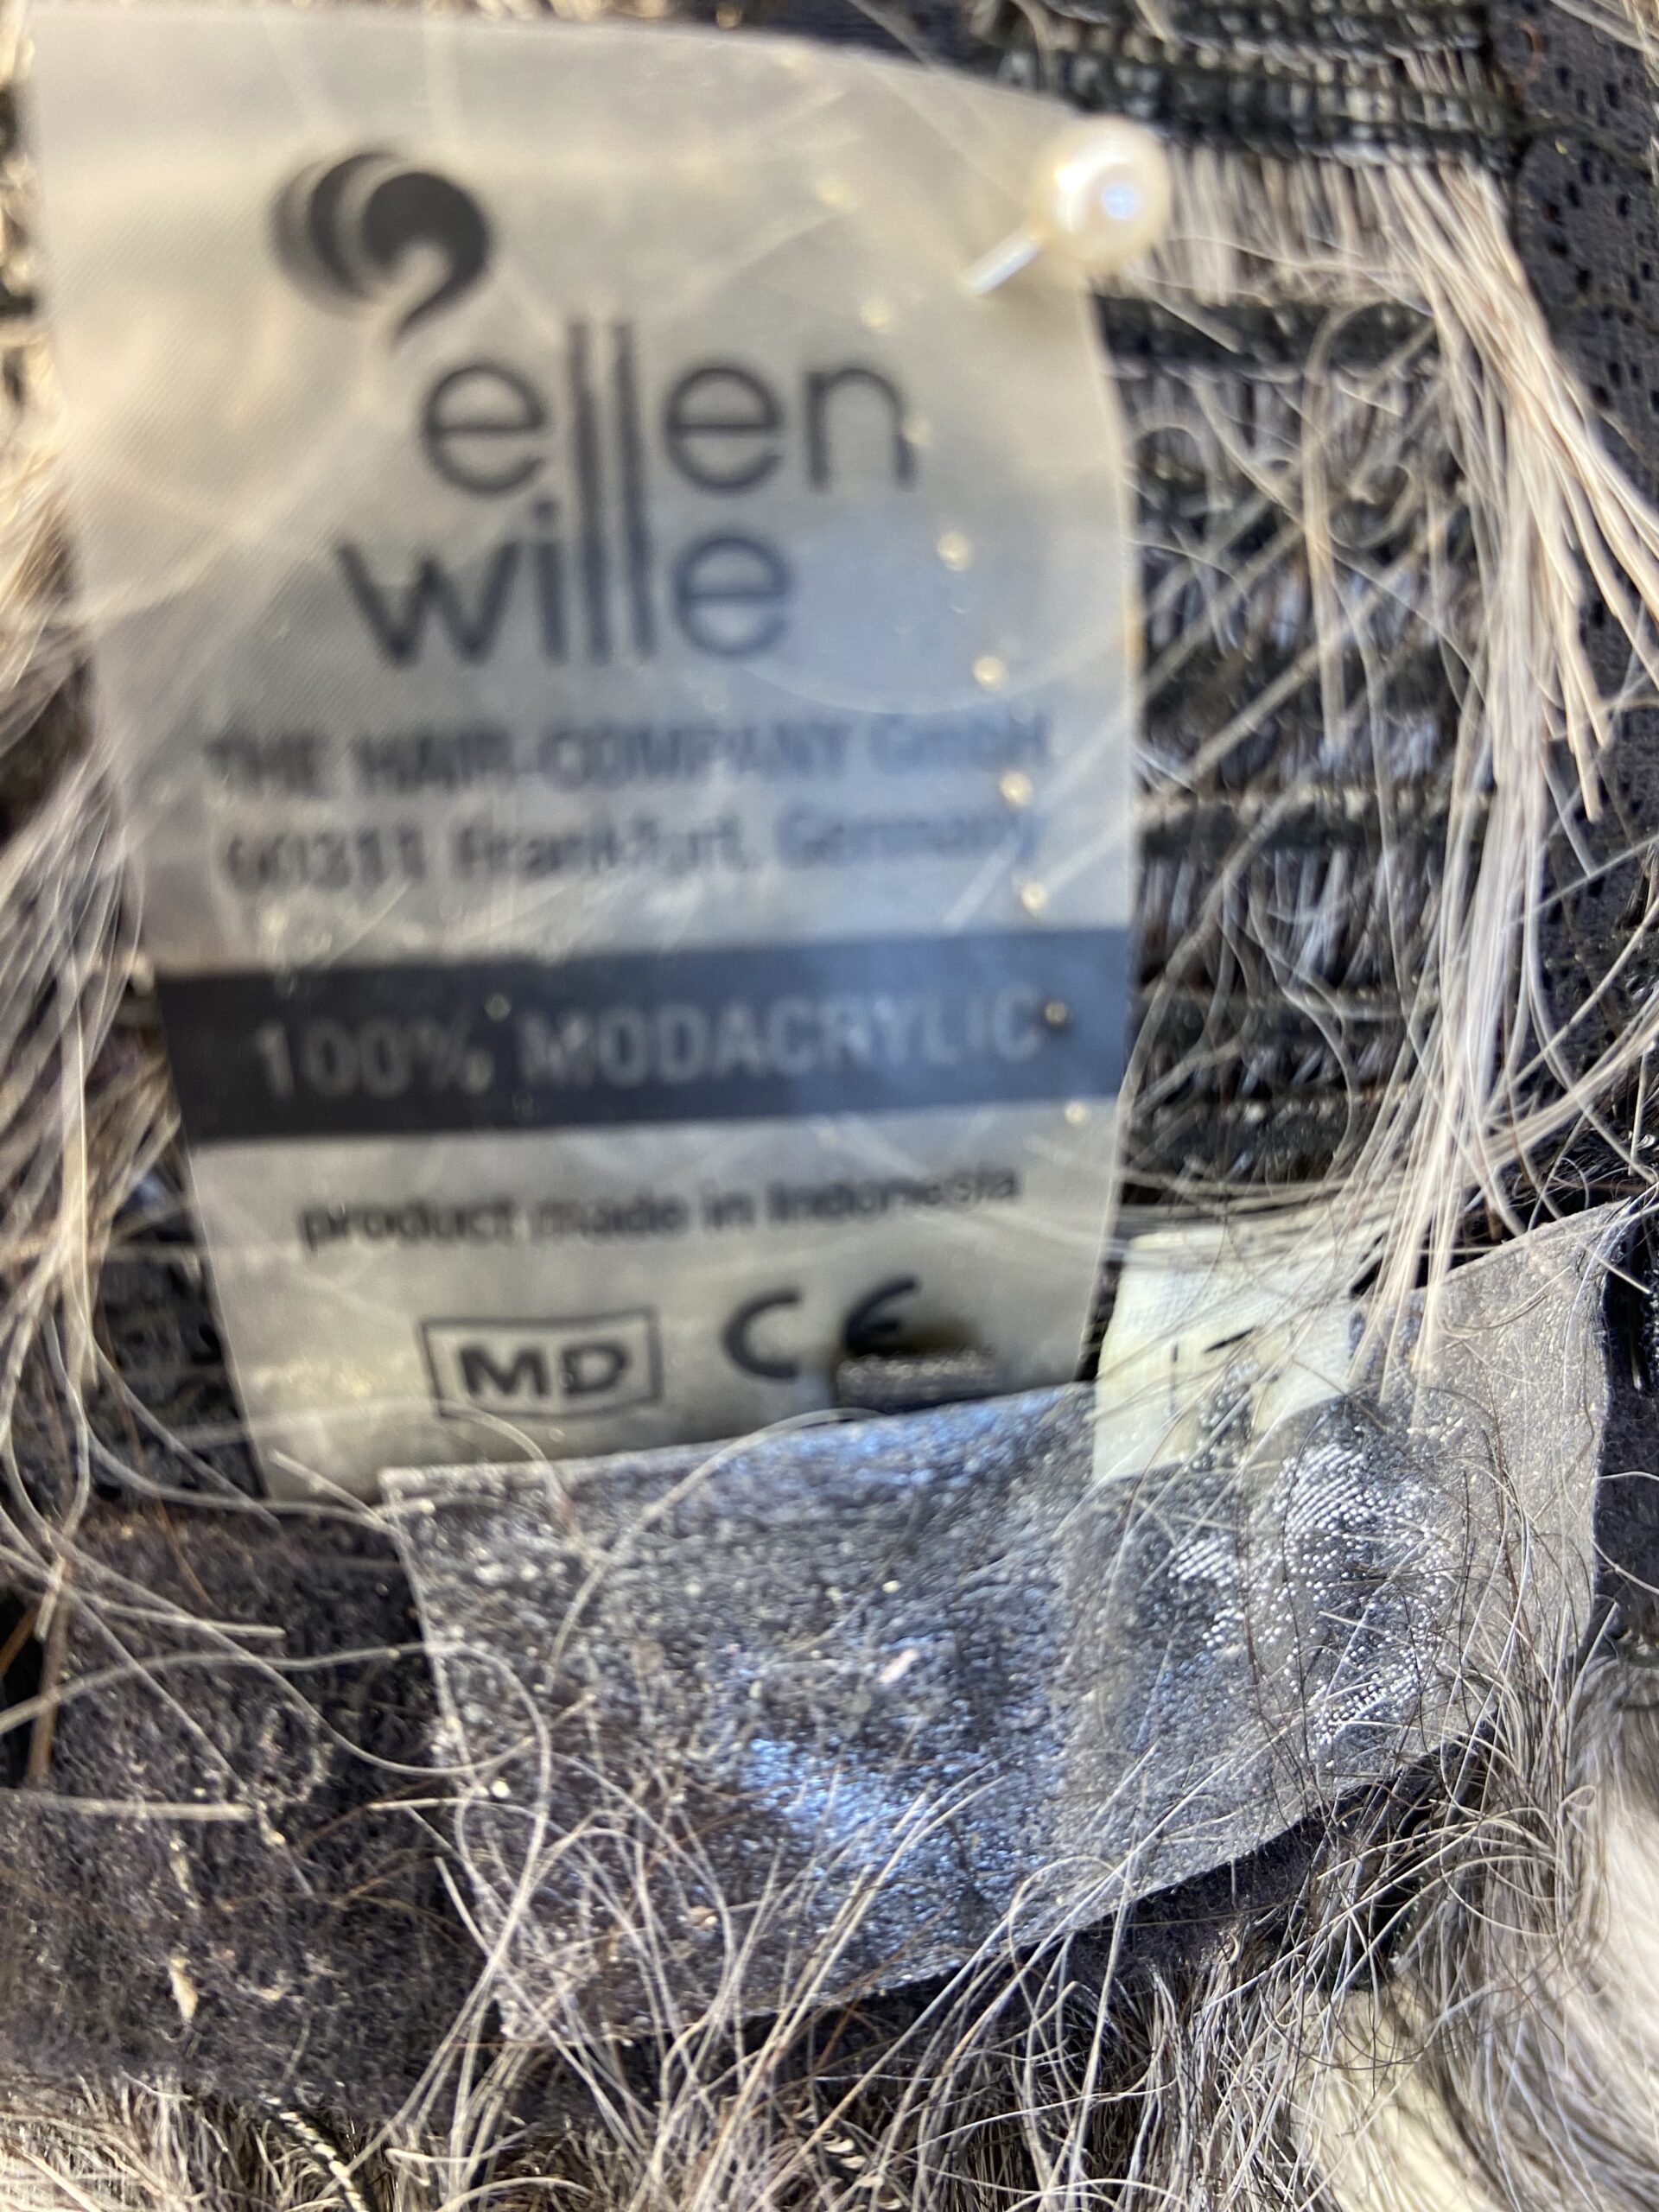 ellen
wille
THE HAIR-COMPANY GmbH
60311 Frankfurt, Germany
100% MODACRYLIC
product made in Indonesia
MD CE